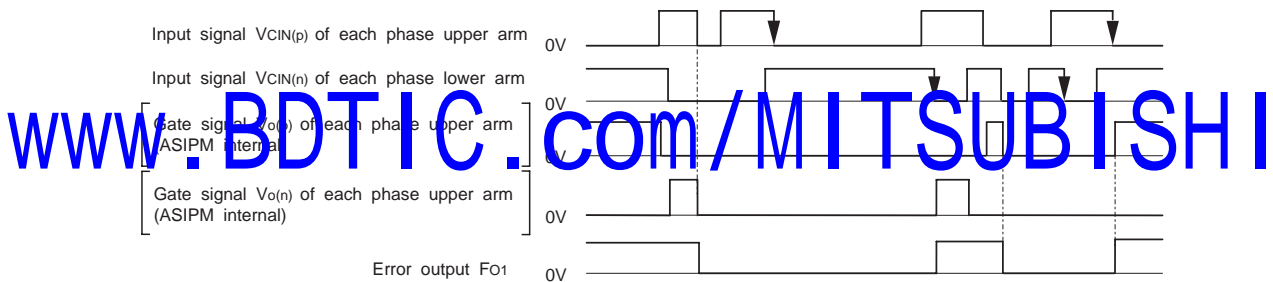 Input signal VCIN(p) of each phase upper arm 0V
Input signal VCIN(n) of each phase lower arm
0V
Gate signal Vo(p) of each phase upper arm
(ASIPM internal)
0V
www.BDTIC.com/MITSUBISHI
Gate signal Vo(n) of each phase upper arm
(ASIPM internal)
0V
Error output FO1 0V